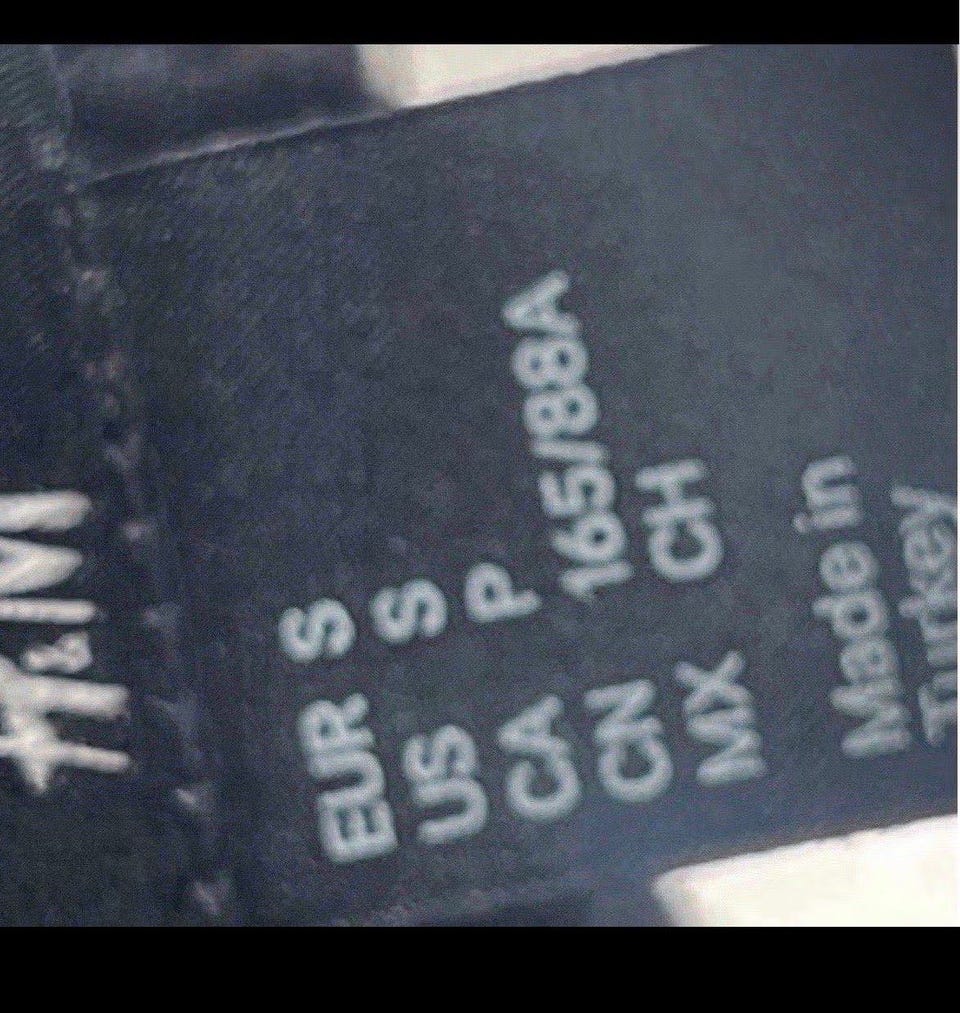 H&M
EUR S
US S
CA P
CN 165/88A
MX CH
Made in
Turkey